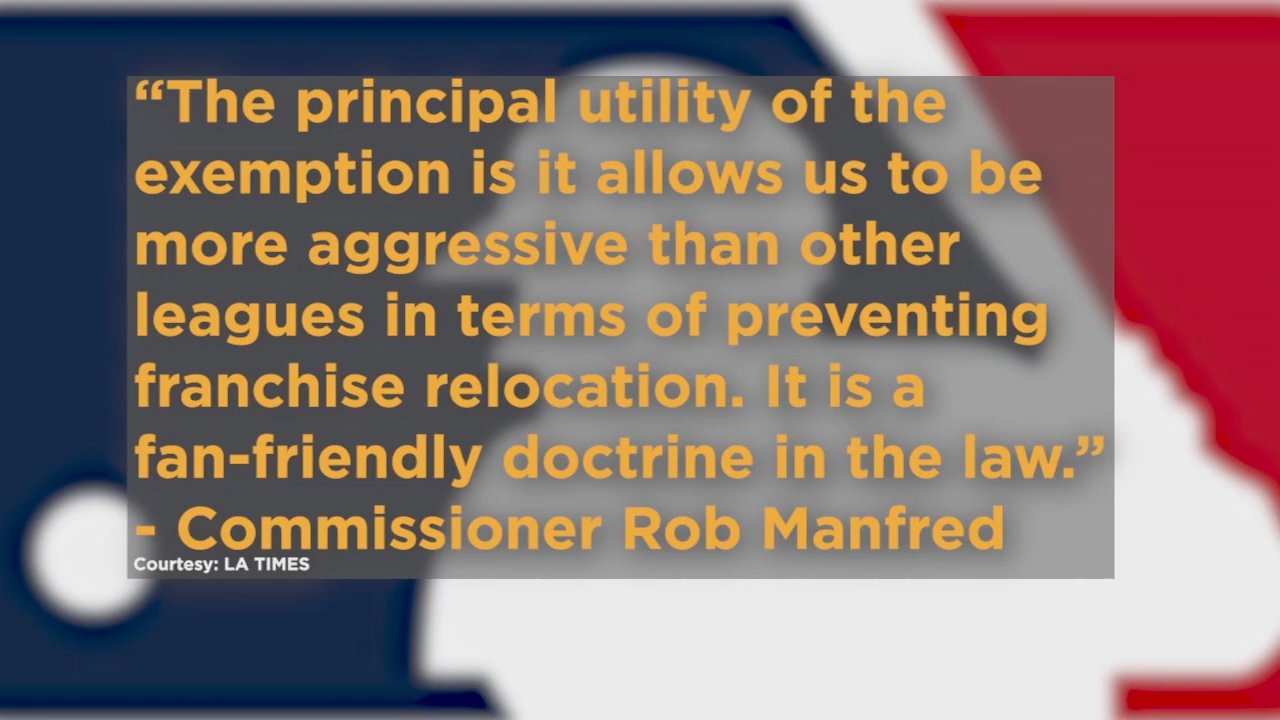 “The principal utility of the
exemption is it allows us to be
more aggressive than other
leagues in terms of preventing
franchise relocation. It is a
fan-friendly doctrine in the law.”
- Commissioner Rob Manfred
Courtesy: LA TIMES